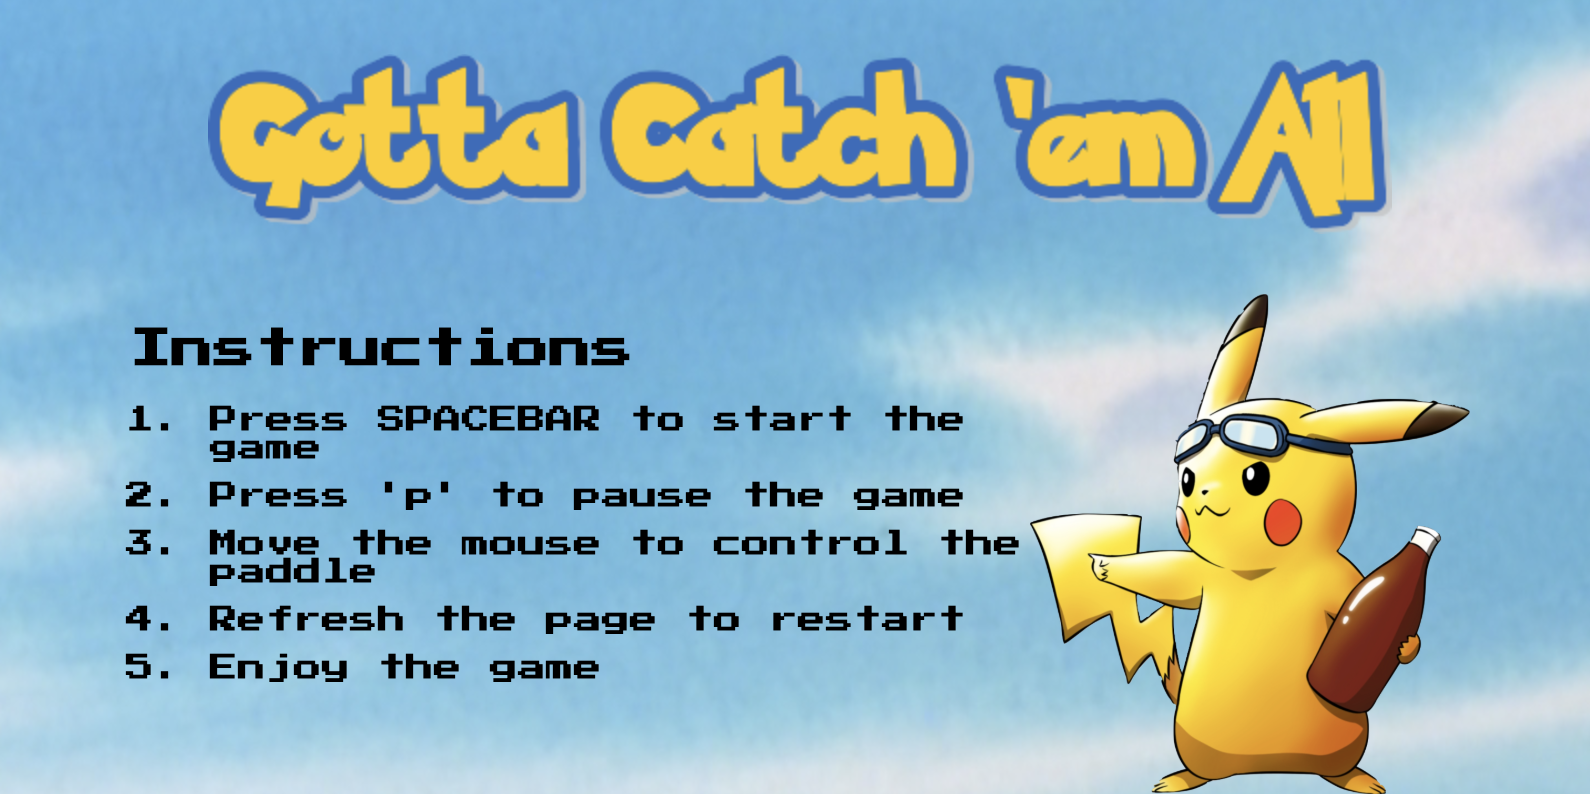 Gotta Catch 'em All
Instructions
1. Press SPACEBAR to start the
game
2. Press 'p' to pause the game
3. Move the mouse to control the
paddle
4. Refresh the page to restart
5. Enjoy the game